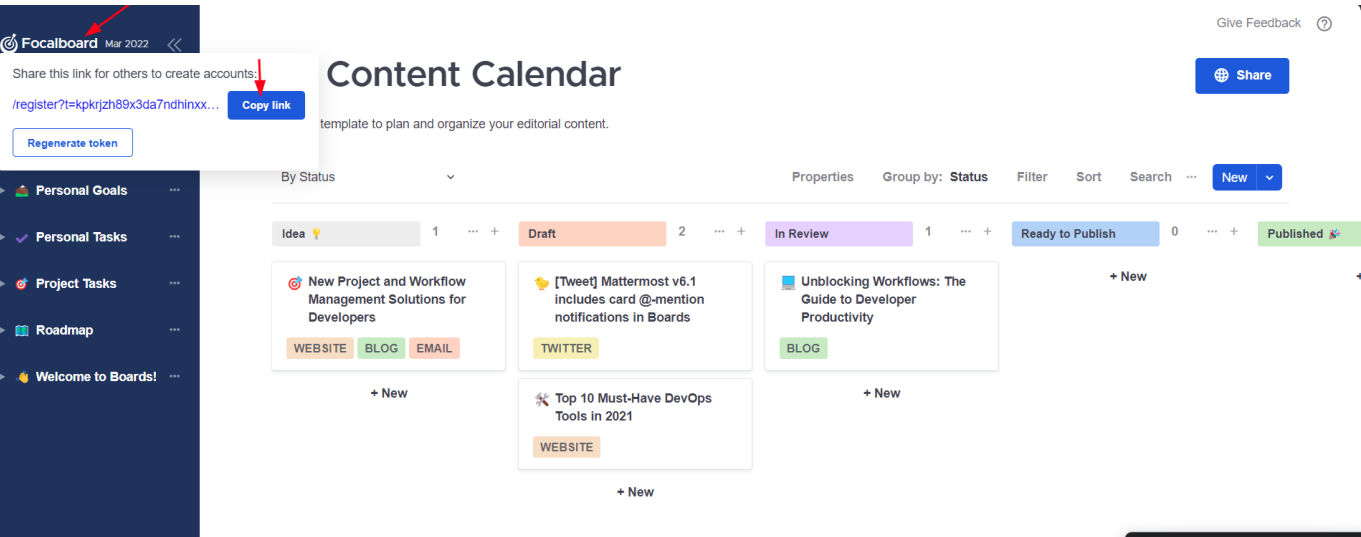 Focalboard Mar 2022
Give Feedback
Share this link for others to create accounts:
/register?t=kpkrjzh89x3da7ndhinxx...
Copy link
Regenerate token
Content Calendar
Share
template to plan and organize your editorial content.
By Status
Properties
Group by: Status
Filter
Sort
Search
New
Personal Goals
Personal Tasks
Project Tasks
Roadmap
Welcome to Boards!
Idea 1
New Project and Workflow
Management Solutions for
Developers
WEBSITE BLOG EMAIL
+ New
Draft 2
[Tweet] Mattermost v6.1
includes card @-mention
notifications in Boards
TWITTER
Top 10 Must-Have DevOps
Tools in 2021
WEBSITE
+ New
In Review 1
Unblocking Workflows: The
Guide to Developer
Productivity
BLOG
+ New
Ready to Publish 0
+ New
Published